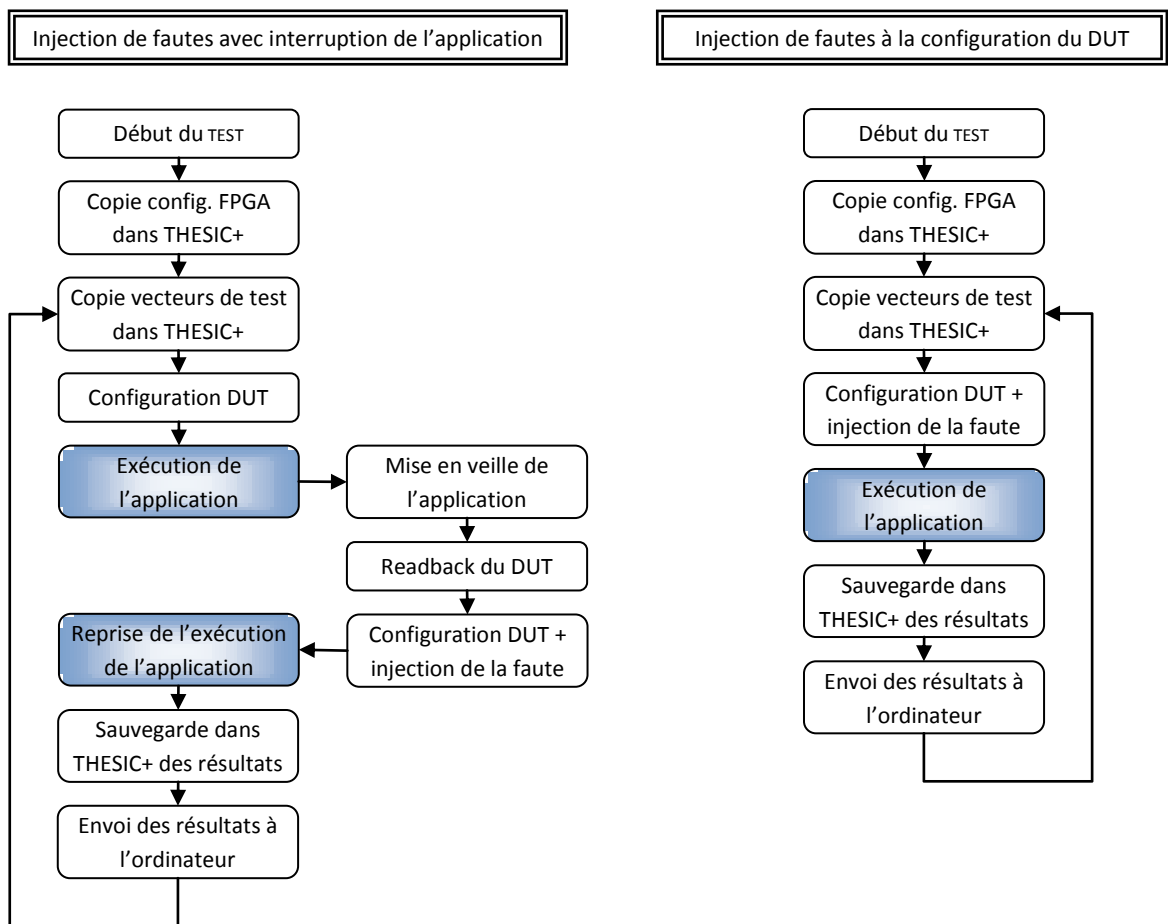 Injection de fautes avec interruption de l’application
Début du TEST
Copie config. FPGA
dans THESIC+
Copie vecteurs de test
dans THESIC+
Configuration DUT
Exécution de
l’application
Mise en veille de
l’application
Readback du DUT
Configuration DUT +
injection de la faute
Reprise de l’exécution
de l’application
Sauvegarde dans
THESIC+ des résultats
Envoi des résultats à
l’ordinateur
Injection de fautes à la configuration du DUT
Début du TEST
Copie config. FPGA
dans THESIC+
Copie vecteurs de test
dans THESIC+
Configuration DUT +
injection de la faute
Exécution de
l’application
Sauvegarde dans
THESIC+ des résultats
Envoi des résultats à
l’ordinateur